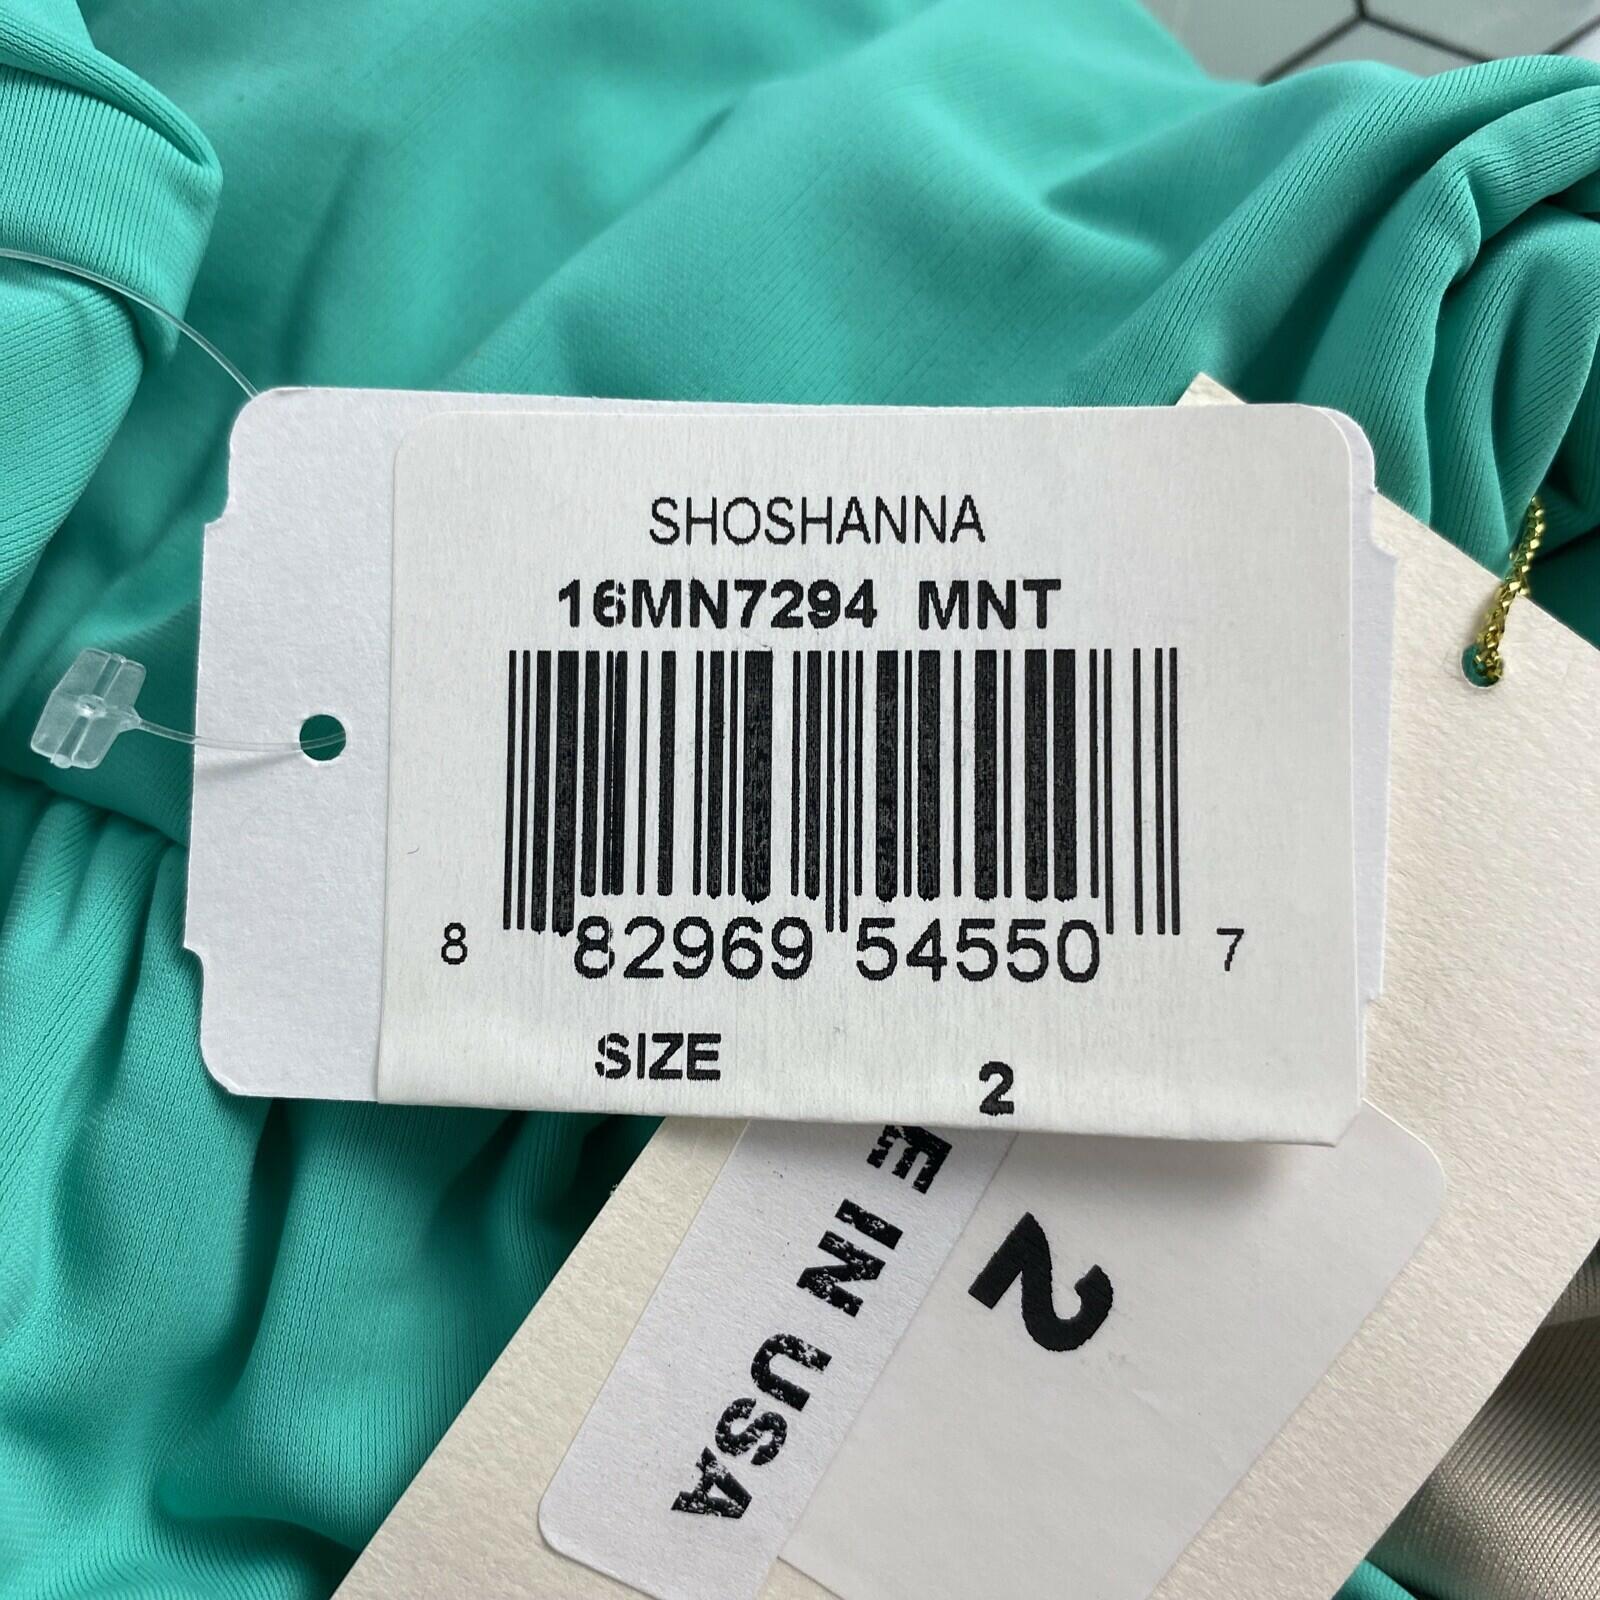 SHOSHANNA
16MN7294 MNT
8 82969 54550 7
SIZE 2
E IN USA
2